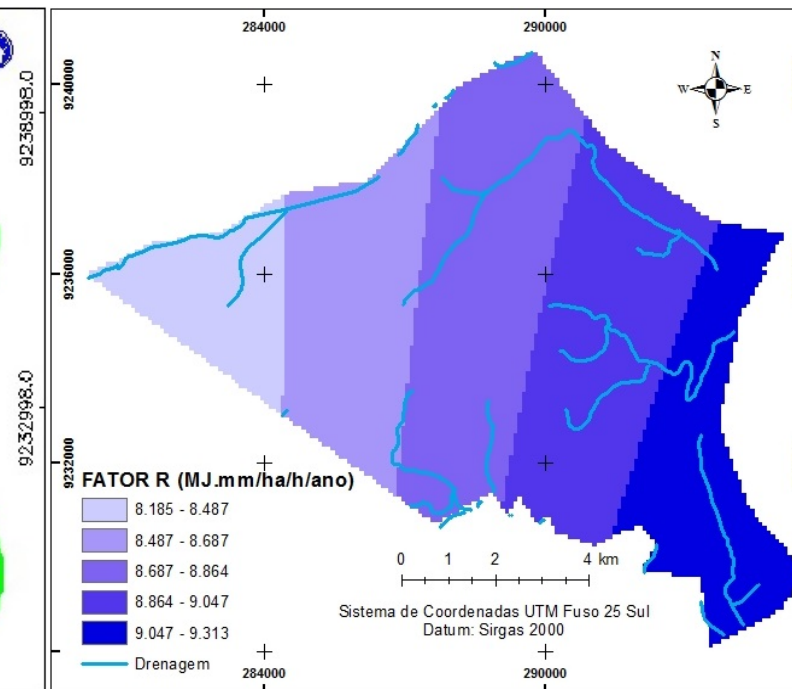 284000
290000
N
W
E
S
9240000
9238998.0
9236000
9232998.0
9232000
FATOR R (MJ.mm/ha/h/ano)
8.185 - 8.487
8.487 - 8.687
8.687 - 8.864
8.864 - 9.047
9.047 - 9.313
Drenagem
0 1 2 4 km
Sistema de Coordenadas UTM Fuso 25 Sul
Datum: Sirgas 2000
284000
290000